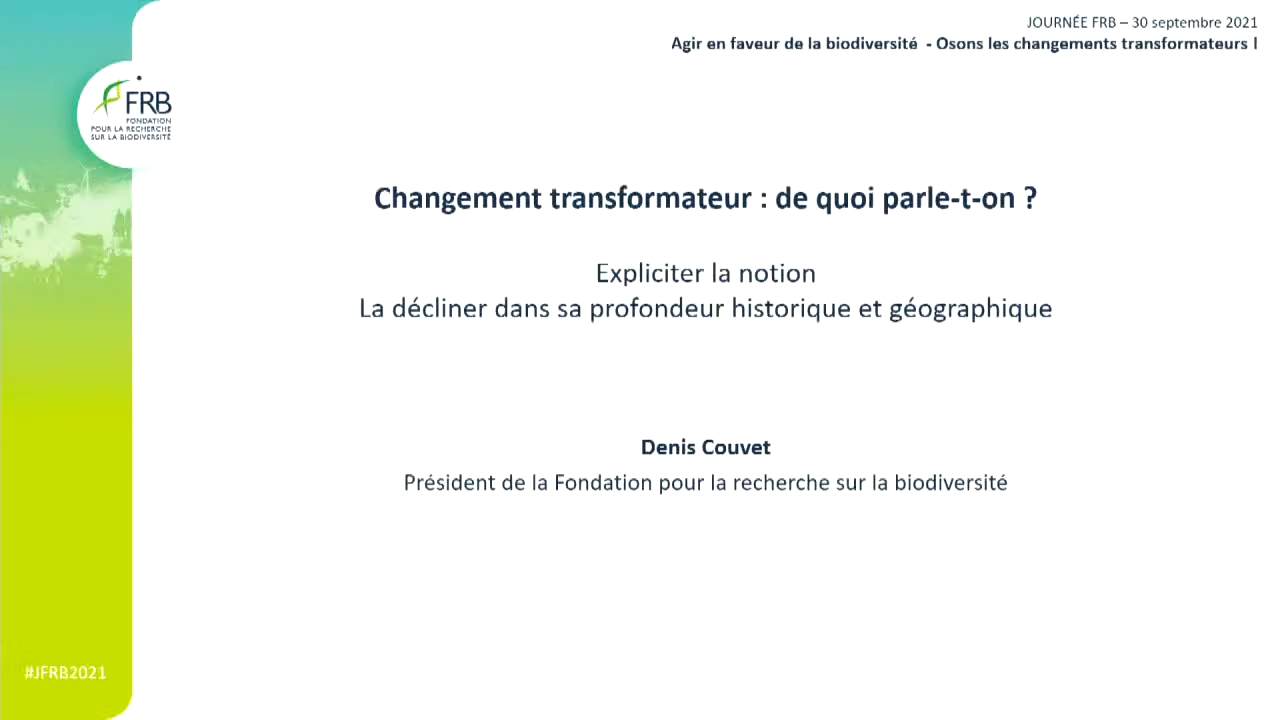 JOURNÉE FRB – 30 septembre 2021
Agir en faveur de la biodiversité - Osons les changements transformateurs !
FRB
FONDATION
POUR LA RECHERCHE
SUR LA BIODIVERSITÉ
Changement transformateur : de quoi parle-t-on ?
Expliciter la notion
La décliner dans sa profondeur historique et géographique
Denis Couvet
Président de la Fondation pour la recherche sur la biodiversité
#JFRB2021